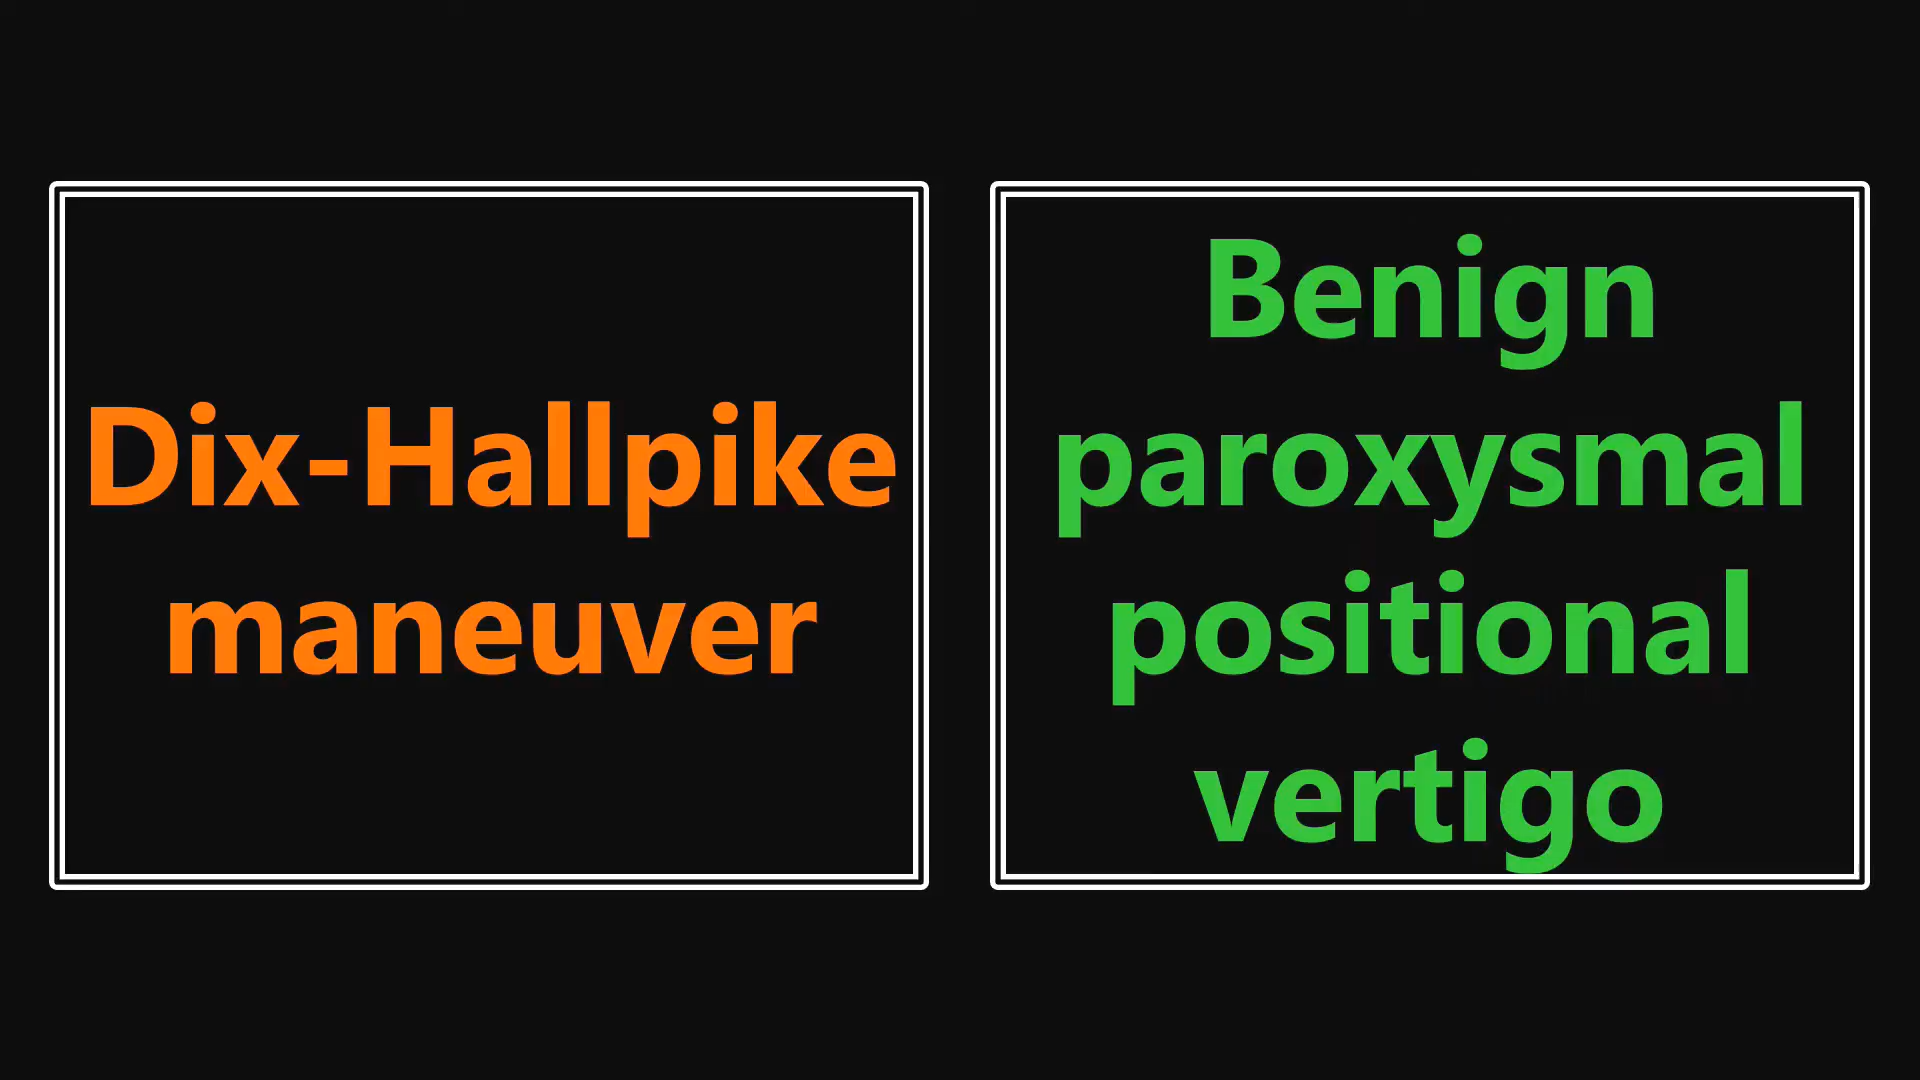 Dix-Hallpike
maneuver
Benign
paroxysmal
positional
vertigo